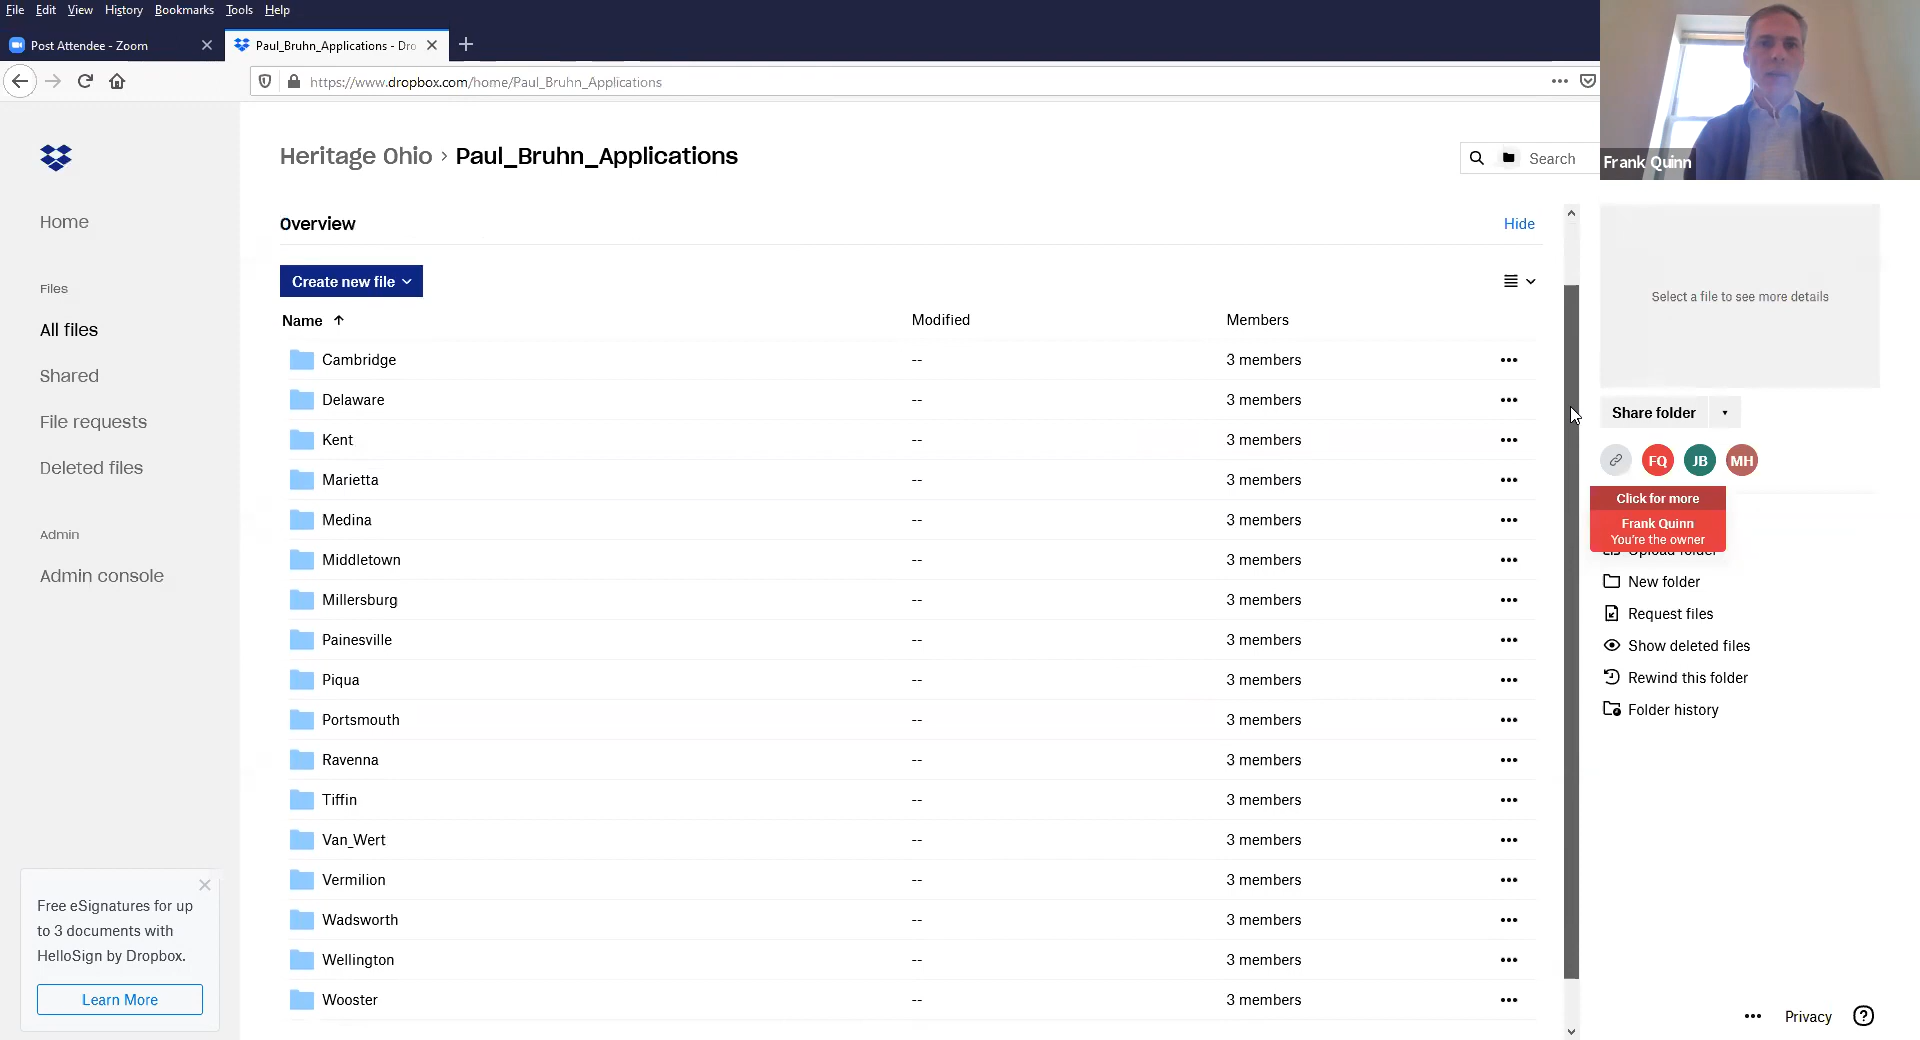 File Edit View History Bookmarks Tools Help
Post Attendee - Zoom
Paul_Bruhn_Applications - Dro
https://www.dropbox.com/home/Paul_Bruhn_Applications
Frank Quinn
Heritage Ohio › Paul_Bruhn_Applications
Search
Home
Files
All files
Shared
File requests
Deleted files
Admin
Admin console
Free eSignatures for up
to 3 documents with
HelloSign by Dropbox.
Learn More
Overview
Hide
Create new file
Name Modified Members
Cambridge -- 3 members
Delaware -- 3 members
Kent -- 3 members
Marietta -- 3 members
Medina -- 3 members
Middletown -- 3 members
Millersburg -- 3 members
Painesville -- 3 members
Piqua -- 3 members
Portsmouth -- 3 members
Ravenna -- 3 members
Tiffin -- 3 members
Van_Wert -- 3 members
Vermilion -- 3 members
Wadsworth -- 3 members
Wellington -- 3 members
Wooster -- 3 members
Select a file to see more details
Share folder
FQ JB MH
Click for more
Frank Quinn
You're the owner
Upload folder
New folder
Request files
Show deleted files
Rewind this folder
Folder history
Privacy